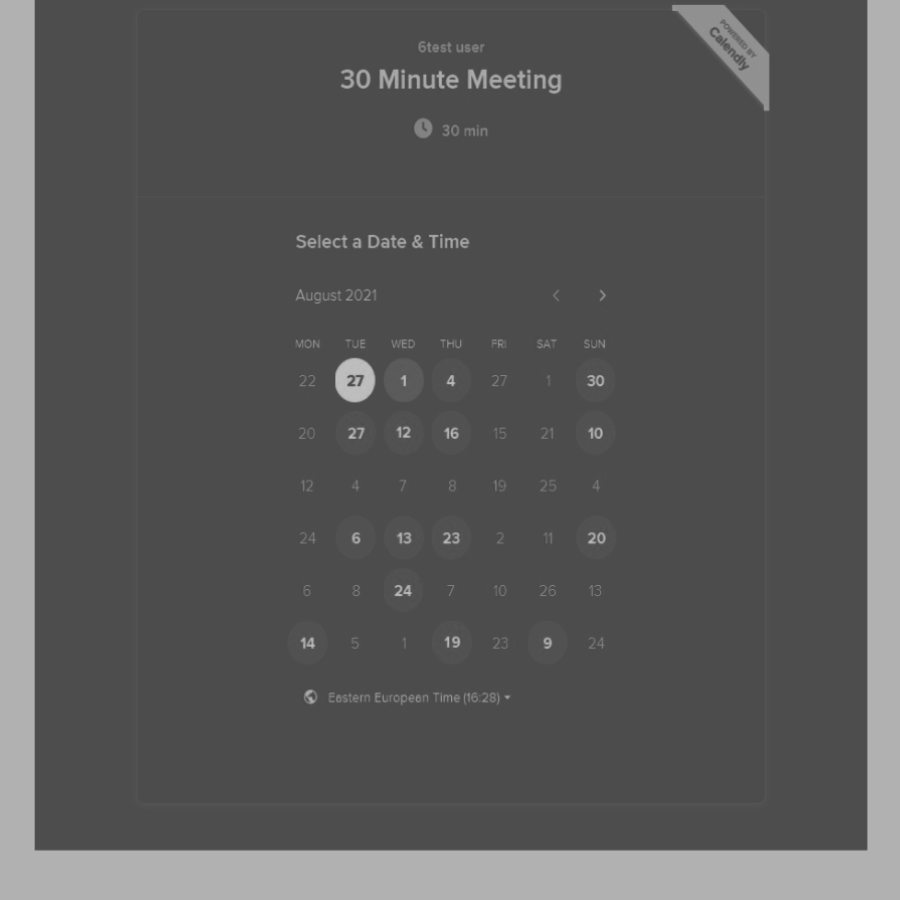 POWERED BY
Calendly
6test user
30 Minute Meeting
30 min
Select a Date & Time
August 2021
MON TUE WED THU FRI SAT SUN
22 27 1 4 27 1 30
20 27 12 16 15 21 10
12 4 7 8 19 25 4
24 6 13 23 2 11 20
6 8 24 7 10 26 13
14 5 1 19 23 9 24
Eestern Europeen Time (16:28)